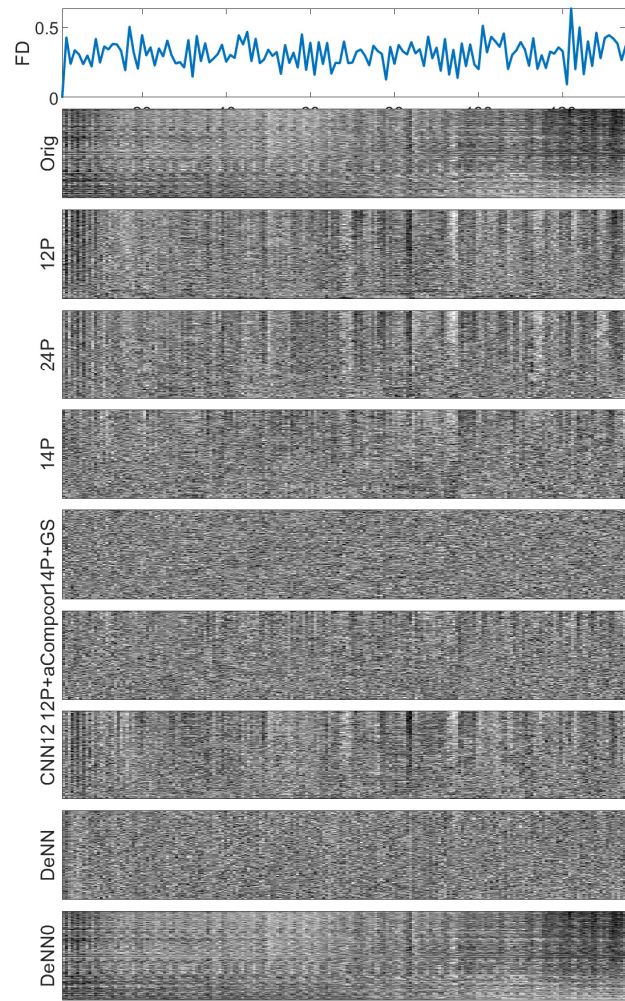 0.5
FD
0
Orig
12P
24P
14P
14P+GS
12P+aCompcor
CNN12
DeNN
DeNN0